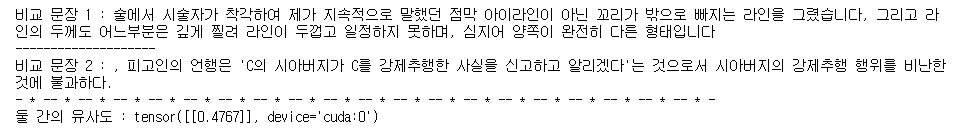 비교 문장 1 : 술에서 시술자가 착각하여 제가 지속적으로 말했던 점막 아이라인이 아닌 꼬리가 밖으로 빠지는 라인을 그렸습니다, 그리고 라
인의 두께도 어느부분은 깊게 찔려 라인이 두껍고 일정하지 못하며, 심지어 양쪽이 완전히 다른 형태입니다
--------------------
비교 문장 2 : , 피고인의 언행은 'C의 시아버지가 C를 강제추행한 사실을 신고하고 알리겠다'는 것으로서 시아버지의 강제추행 행위를 비난한
것에 불과하다.
- * -- * -- * -- * -- * -- * -- * -- * -- * -- * -- * -- * -- * -- * -- * -- * -- * -- * -- * -- * -
둘 간의 유사도 : tensor([[0.4767]], device='cuda:0')